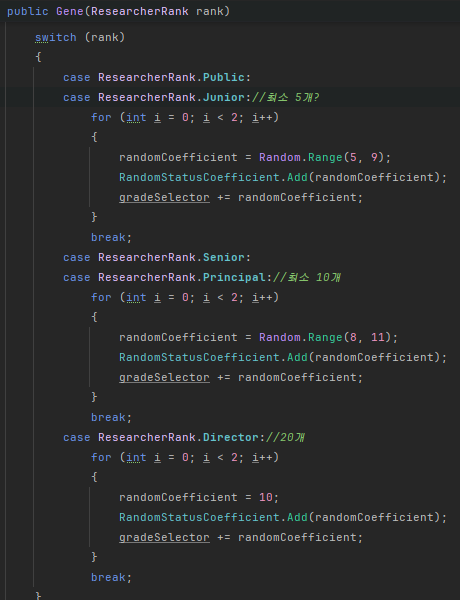 public Gene(ResearcherRank rank)
switch (rank)
{
case ResearcherRank.Public:
case ResearcherRank.Junior://최소 5개?
for (int i = 0; i < 2; i++)
{
randomCoefficient = Random.Range(5, 9);
RandomStatusCoefficient.Add(randomCoefficient);
gradeSelector += randomCoefficient;
}
break;
case ResearcherRank.Senior:
case ResearcherRank.Principal://최소 10개
for (int i = 0; i < 2; i++)
{
randomCoefficient = Random.Range(8, 11);
RandomStatusCoefficient.Add(randomCoefficient);
gradeSelector += randomCoefficient;
}
break;
case ResearcherRank.Director://20개
for (int i = 0; i < 2; i++)
{
randomCoefficient = 10;
RandomStatusCoefficient.Add(randomCoefficient);
gradeSelector += randomCoefficient;
}
break;
}